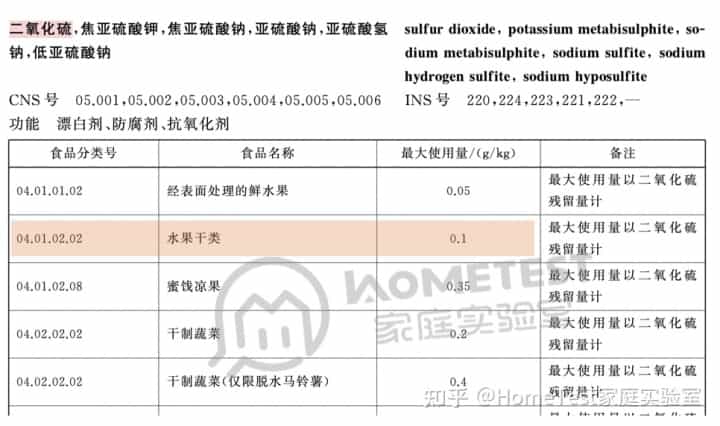 二氧化硫,焦亚硫酸钾,焦亚硫酸钠,亚硫酸钠,亚硫酸氢
钠,低亚硫酸钠
sulfur dioxide, potassium metabisulphite, so-
dium metabisulphite, sodium sulfite, sodium
hydrogen sulfite, sodium hyposulfite
CNS 号 05.001,05.002,05.003,05.004,05.005,05.006
INS 号 220,224,223,221,222,—
功能 漂白剂、防腐剂、抗氧化剂
食品分类号 食品名称 最大使用量/(g/kg) 备注
04.01.01.02 经表面处理的鲜水果 0.05 最大使用量以二氧化硫
残留量计
04.01.02.02 水果干类 0.1 最大使用量以二氧化硫
残留量计
04.01.02.08 蜜饯凉果 0.35 最大使用量以二氧化硫
残留量计
04.02.02.02 干制蔬菜 0.2 最大使用量以二氧化硫
残留量计
04.02.02.02 干制蔬菜(仅限脱水马铃薯) 0.4 最大使用量以二氧化硫
残留量计
HOMETEST
家庭实验室
知乎 @HomeTest家庭实验室